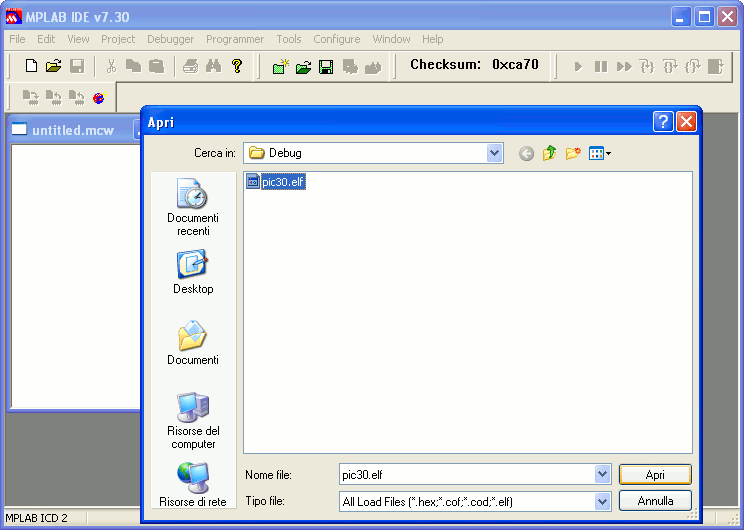 MPLAB IDE v7.30
File Edit View Project Debugger Programmer Tools Configure Window Help
Checksum: 0xca70
untitled.mcw
Apri
Cerca in: Debug
pic30.elf
Documenti
recenti
Desktop
Documenti
Risorse del
computer
Risorse di rete
Nome file: pic30.elf Apri
Tipo file: All Load Files (*.hex;*.cof;*.cod;*.elf) Annulla
MPLAB ICD 2